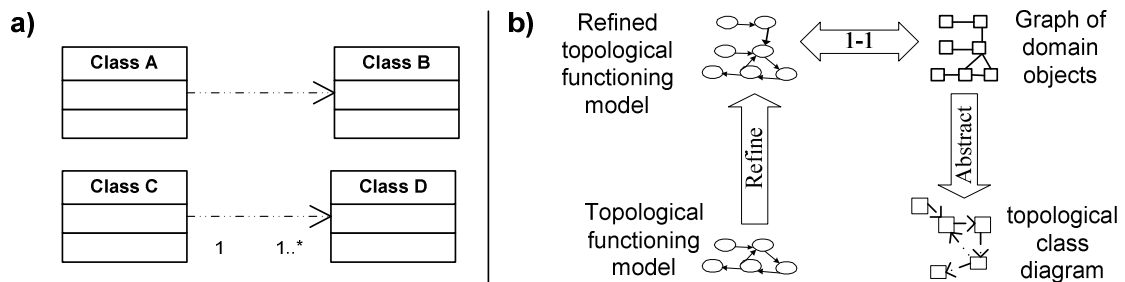 a)
Class A
Class B
Class C
Class D
1
1..*
b)
Refined
topological
functioning
model
1-1
Graph of
domain
objects
Refine
Abstract
Topological
functioning
model
topological
class
diagram